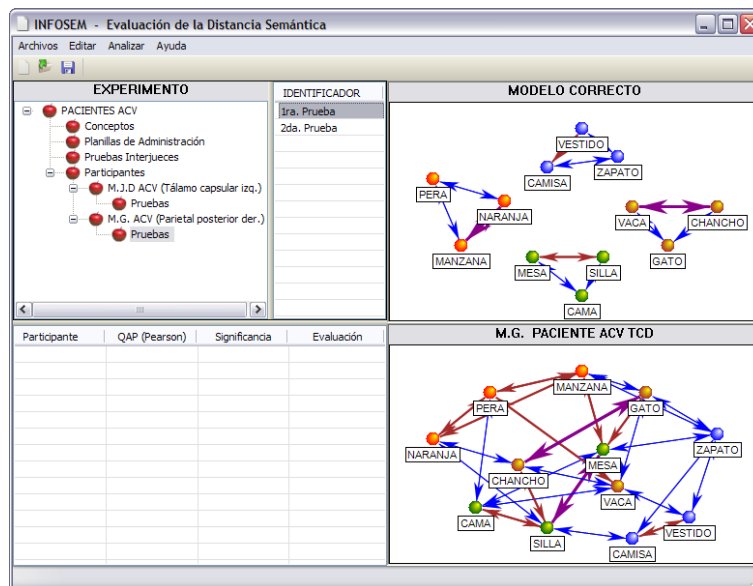 INFOSEM - Evaluación de la Distancia Semántica
Archivos Editar Analizar Ayuda
EXPERIMENTO
PACIENTES ACV
Conceptos
Planillas de Administración
Pruebas Interjueces
Participantes
M.J.D ACV (Tálamo capsular izq.)
Pruebas
M.G. ACV (Parietal posterior der.)
Pruebas
IDENTIFICADOR
1ra. Prueba
2da. Prueba
MODELO CORRECTO
VESTIDO
ZAPATO
CAMISA
PERA
NARANJA
MANZANA
VACA
CHANCHO
GATO
MESA
SILLA
CAMA
Participante QAP (Pearson) Significancia Evaluación
M.G. PACIENTE ACV TCD
MANZANA
PERA
GATO
NARANJA
ZAPATO
MESA
CHANCHO
VACA
CAMA
VESTIDO
SILLA
CAMISA